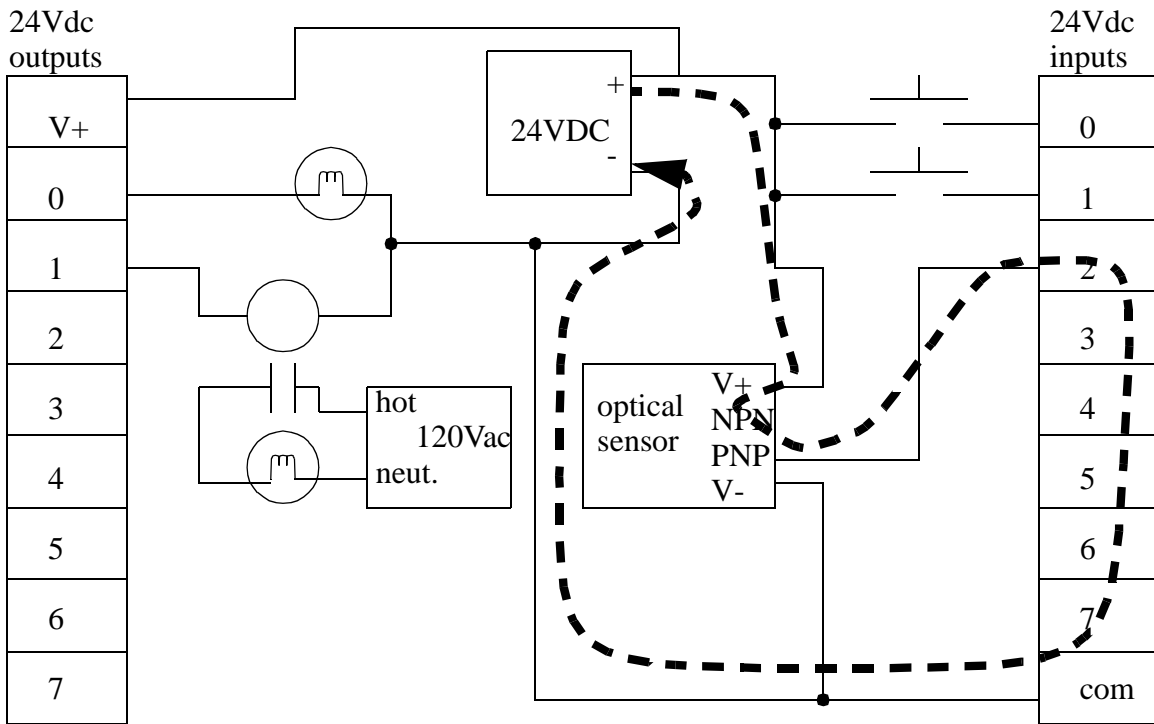 24Vdc
outputs
V+
0
1
2
3
4
5
6
7
24VDC
+
-
hot
120Vac
neut.
optical
sensor
V+
NPN
PNP
V-
24Vdc
inputs
0
1
2
3
4
5
6
7
com